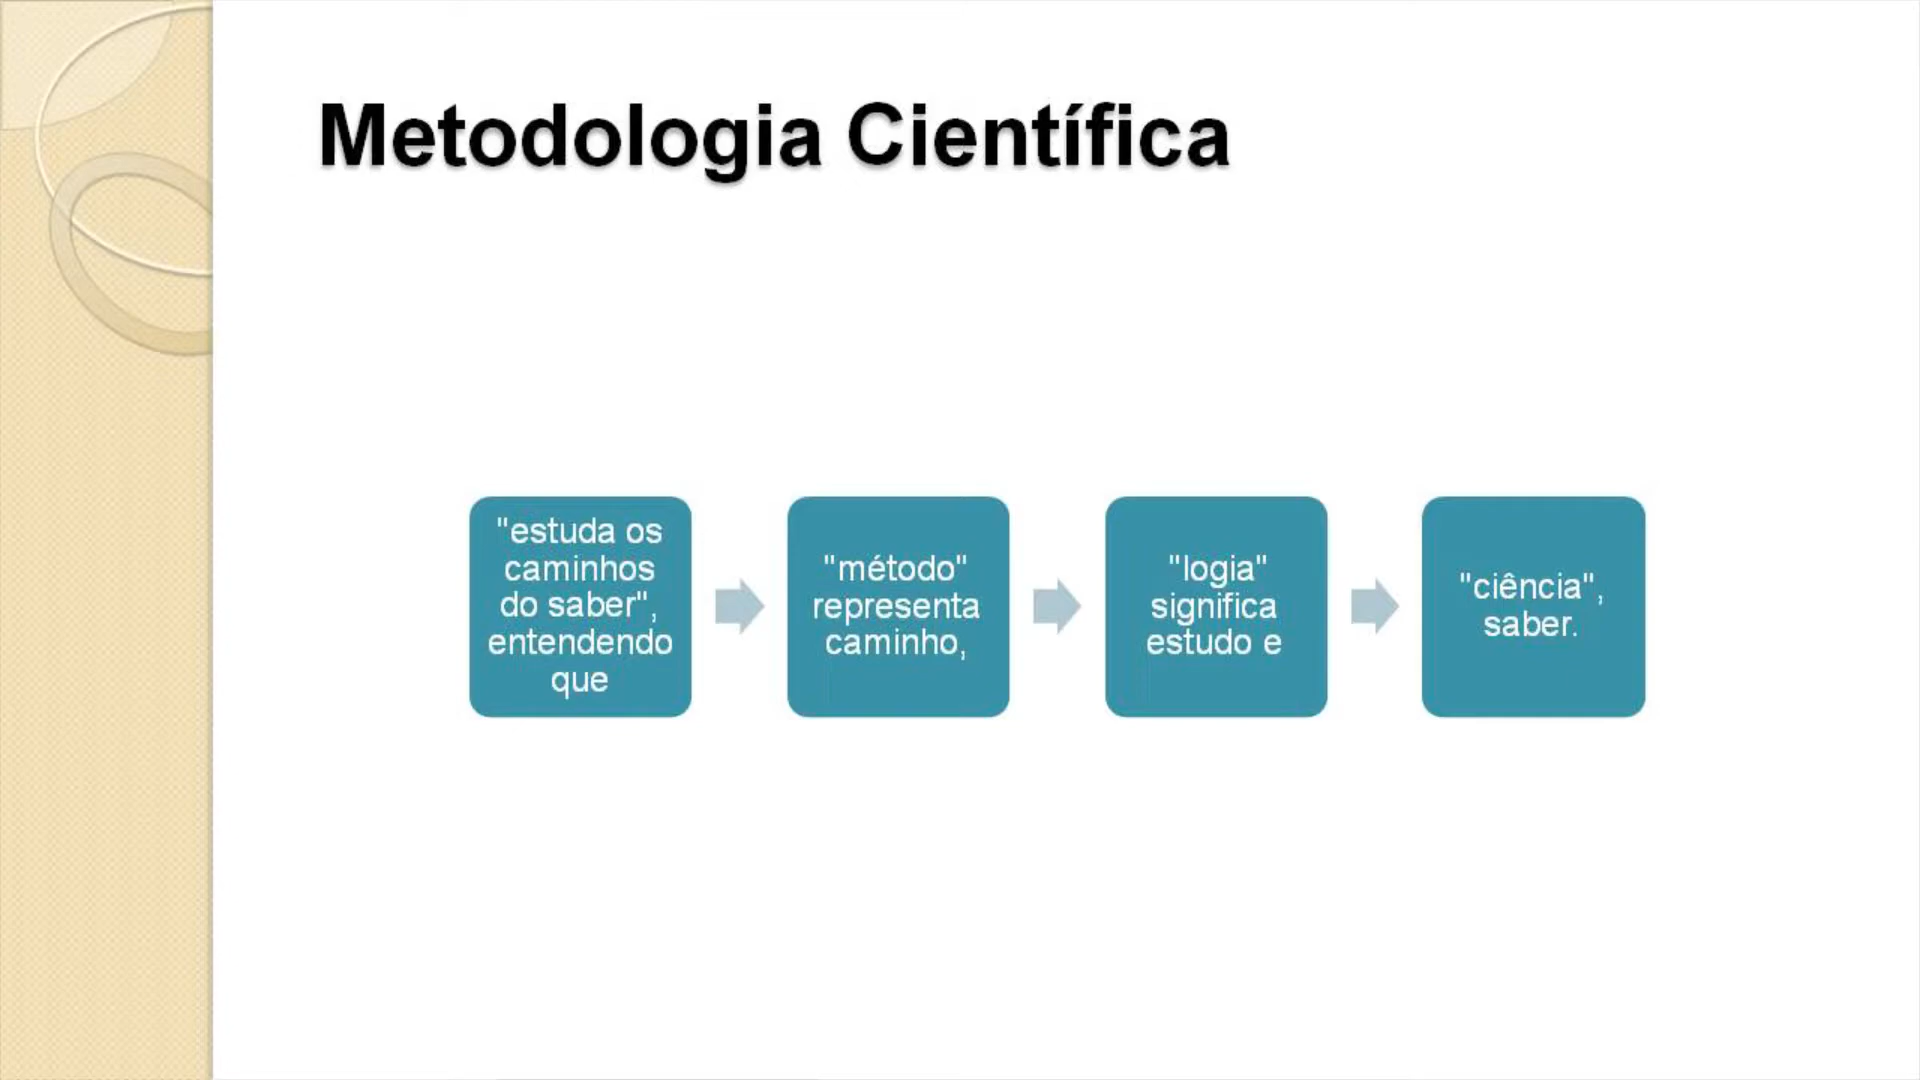 Metodologia Científica
"estuda os
caminhos
do saber",
entendendo
que
"método"
representa
caminho,
"logia"
significa
estudo e
"ciência",
saber.